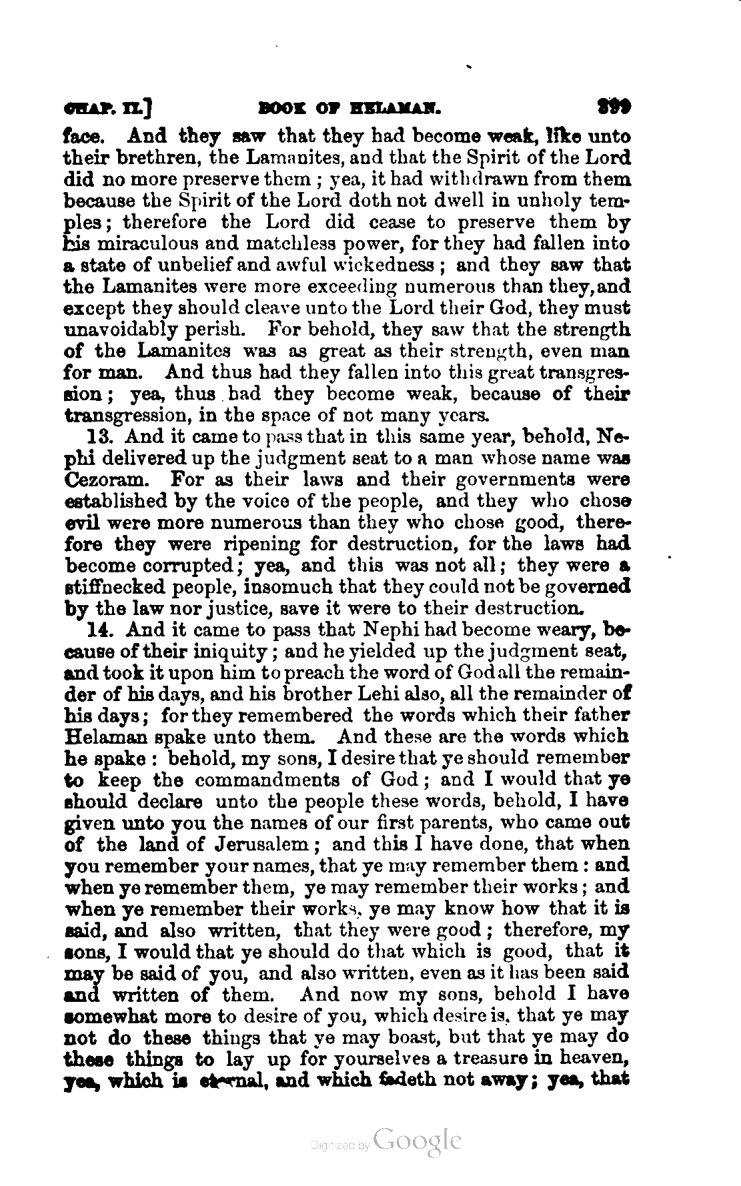 CHAP. II.] BOOK OF HELAMAN. 399
face. And they saw that they had become weak, like unto
their brethren, the Lamanites, and that the Spirit of the Lord
did no more preserve them; yea, it had withdrawn from them
because the Spirit of the Lord doth not dwell in unholy tem-
ples; therefore the Lord did cease to preserve them by
his miraculous and matchless power, for they had fallen into
a state of unbelief and awful wickedness; and they saw that
the Lamanites were more exceeding numerous than they, and
except they should cleave unto the Lord their God, they must
unavoidably perish. For behold, they saw that the strength
of the Lamanites was as great as their strength, even man
for man. And thus had they fallen into this great transgres-
sion; yea, thus had they become weak, because of their
transgression, in the space of not many years.
13. And it came to pass that in this same year, behold, Ne-
phi delivered up the judgment seat to a man whose name was
Cezoram. For as their laws and their governments were
established by the voice of the people, and they who chose
evil were more numerous than they who chose good, there-
fore they were ripening for destruction, for the laws had
become corrupted; yea, and this was not all; they were a
stiffnecked people, insomuch that they could not be governed
by the law nor justice, save it were to their destruction.
14. And it came to pass that Nephi had become weary, be-
cause of their iniquity; and he yielded up the judgment seat,
and took it upon him to preach the word of God all the remain-
der of his days, and his brother Lehi also, all the remainder of
his days; for they remembered the words which their father
Helaman spake unto them. And these are the words which
he spake: behold, my sons, I desire that ye should remember
to keep the commandments of God; and I would that ye
should declare unto the people these words, behold, I have
given unto you the names of our first parents, who came out
of the land of Jerusalem; and this I have done, that when
you remember your names, that ye may remember them: and
when ye remember them, ye may remember their works; and
when ye remember their works, ye may know how that it is
said, and also written, that they were good; therefore, my
sons, I would that ye should do that which is good, that it
may be said of you, and also written, even as it has been said
and written of them. And now my sons, behold I have
somewhat more to desire of you, which desire is, that ye may
not do these things that ye may boast, but that ye may do
these things to lay up for yourselves a treasure in heaven,
yea, which is eternal, and which fadeth not away; yea, that
Digitized by Google